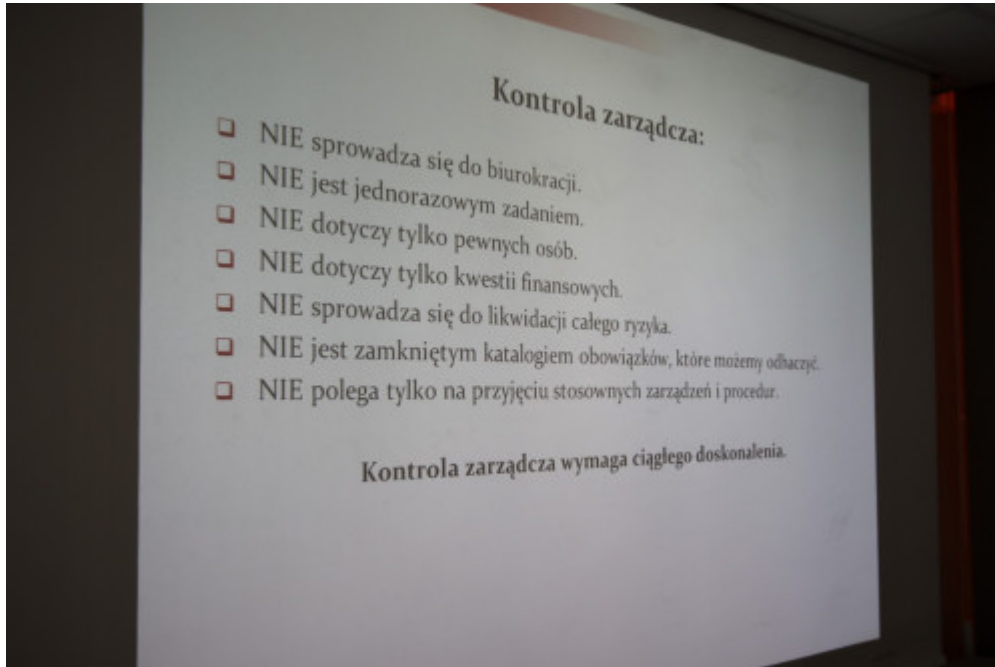 Kontrola zarządcza:
❑ NIE sprowadza się do biurokracji.
❑ NIE jest jednorazowym zadaniem.
❑ NIE dotyczy tylko pewnych osób.
❑ NIE dotyczy tylko kwestii finansowych.
❑ NIE sprowadza się do likwidacji całego ryzyka.
❑ NIE jest zamkniętym katalogiem obowiązków, które możemy odhaczyć.
❑ NIE polega tylko na przyjęciu stosownych zarządzeń i procedur.
Kontrola zarządcza wymaga ciągłego doskonalenia.